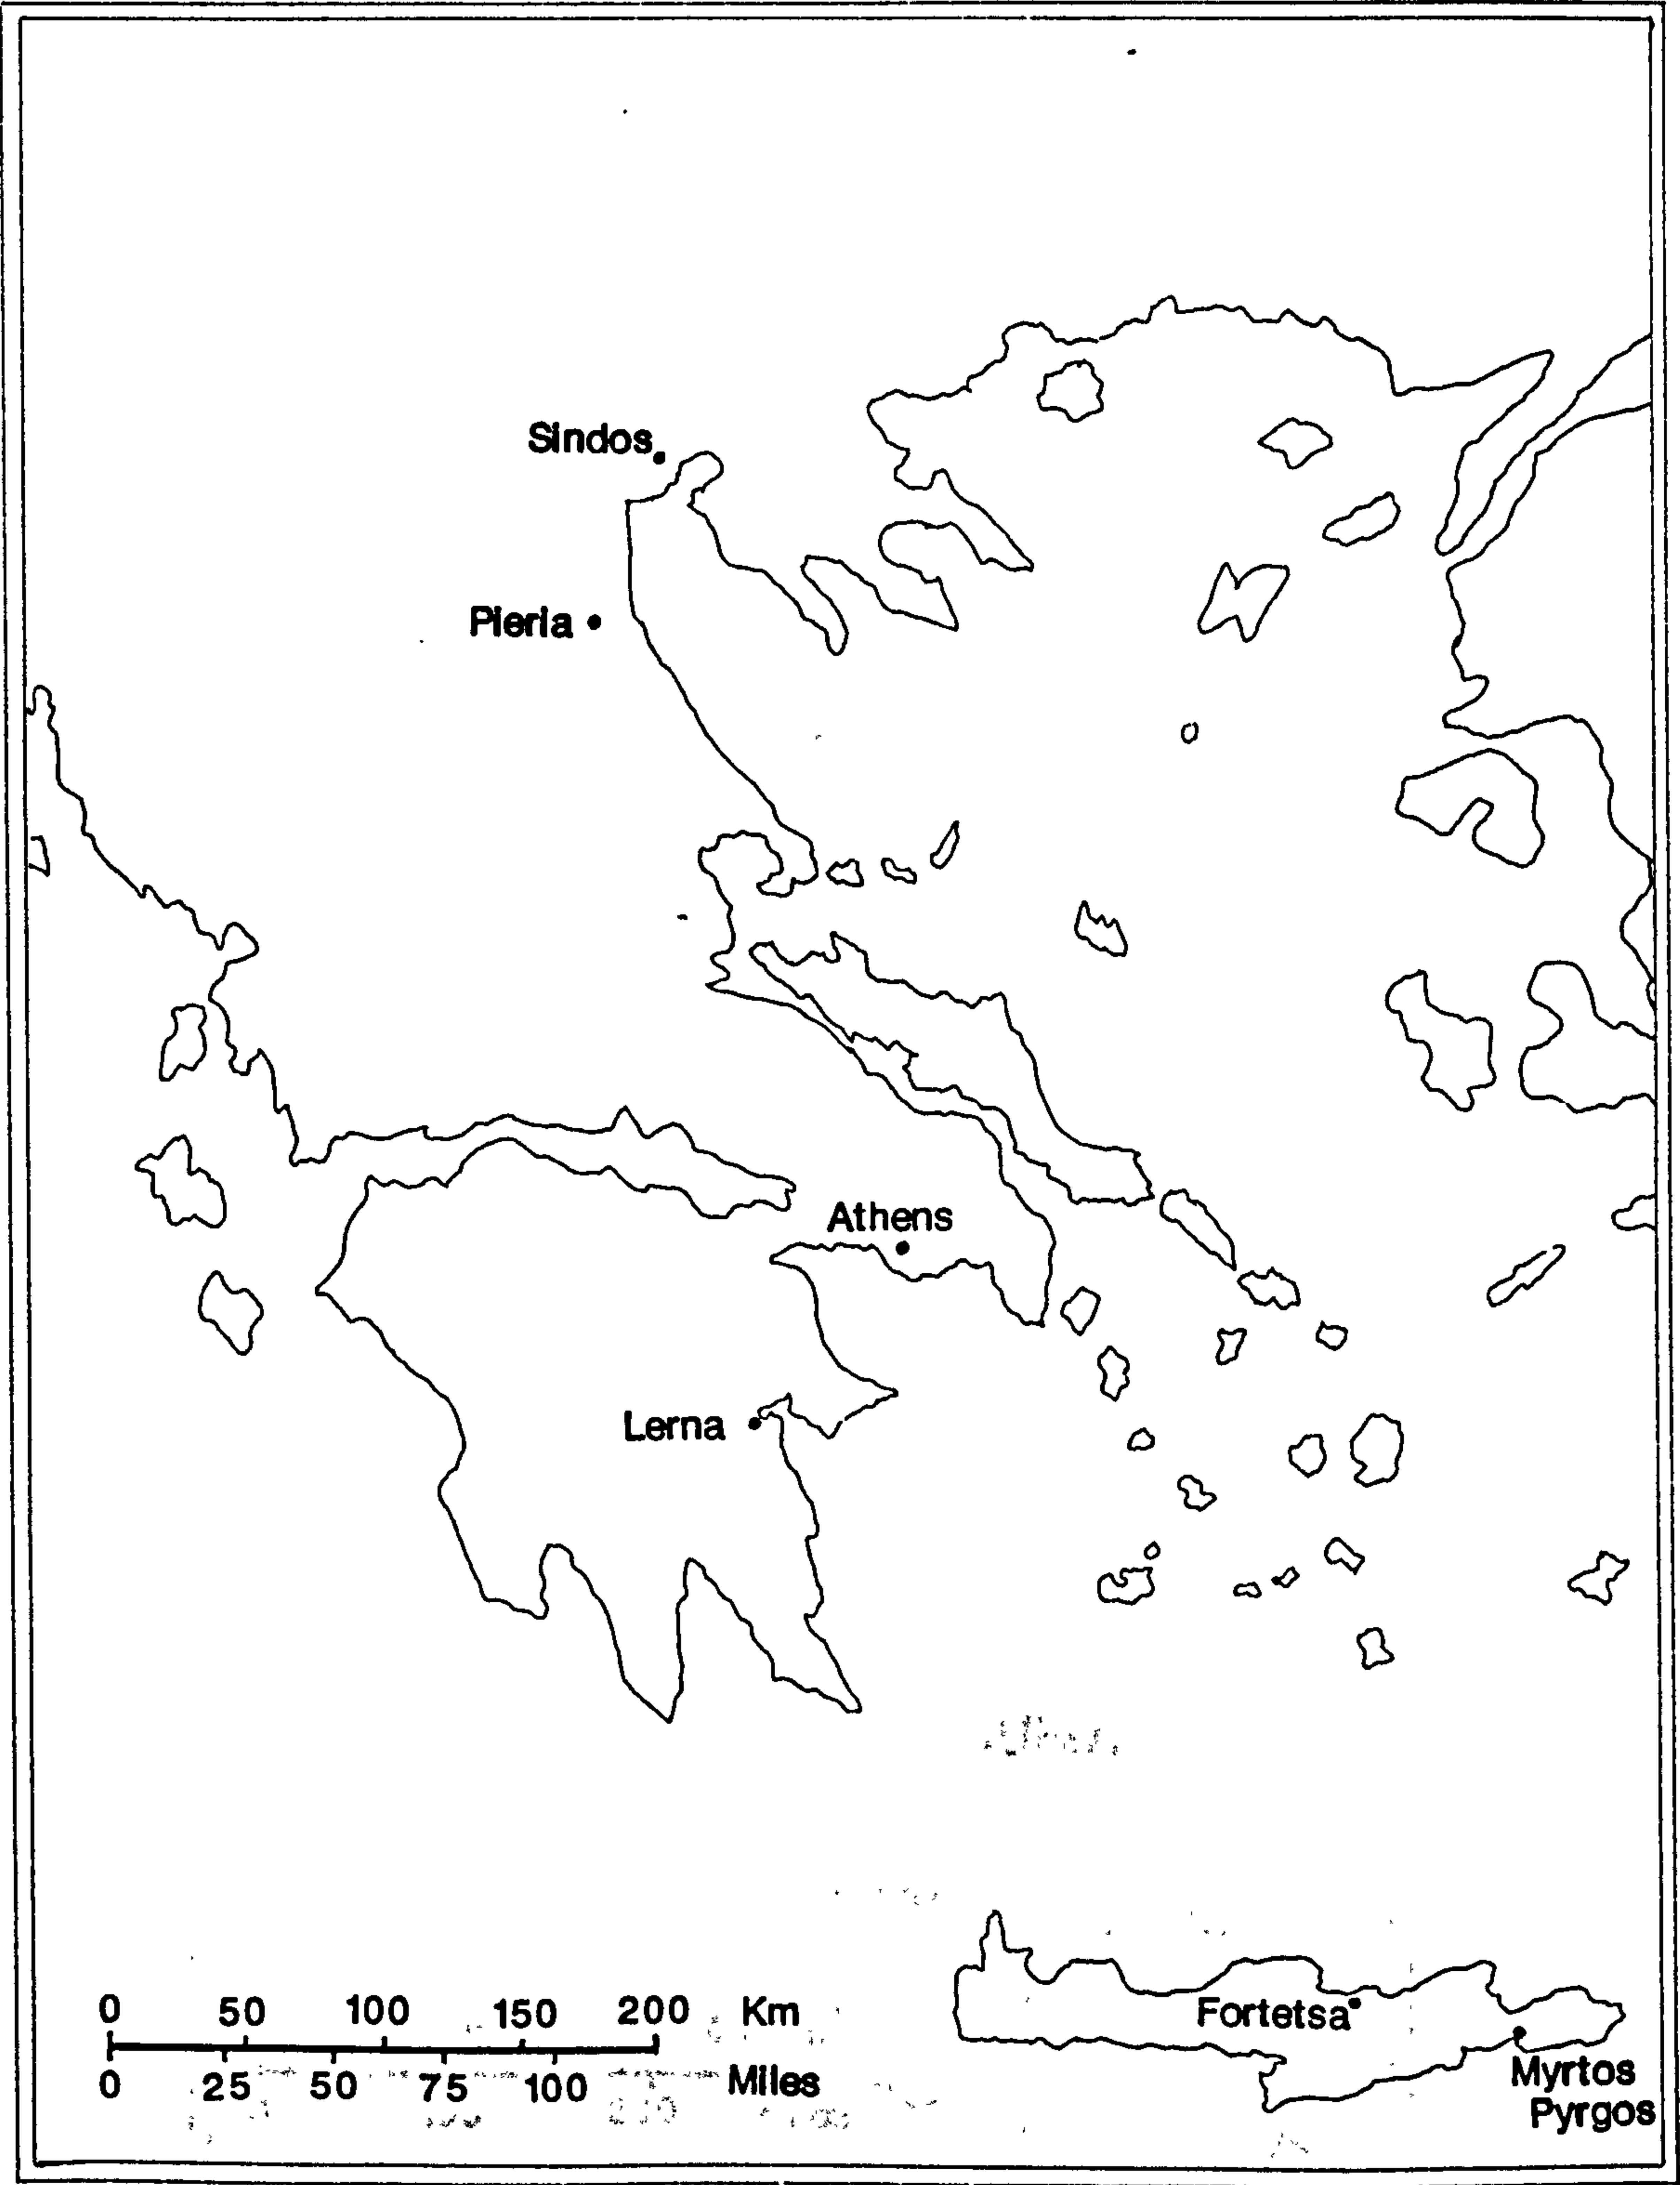 Sindos
Pieria
Athens
Lerna
0 50 100 150 200 Km
Fortetsa
0 25 50 75 100 Miles
Myrtos
Pyrgos